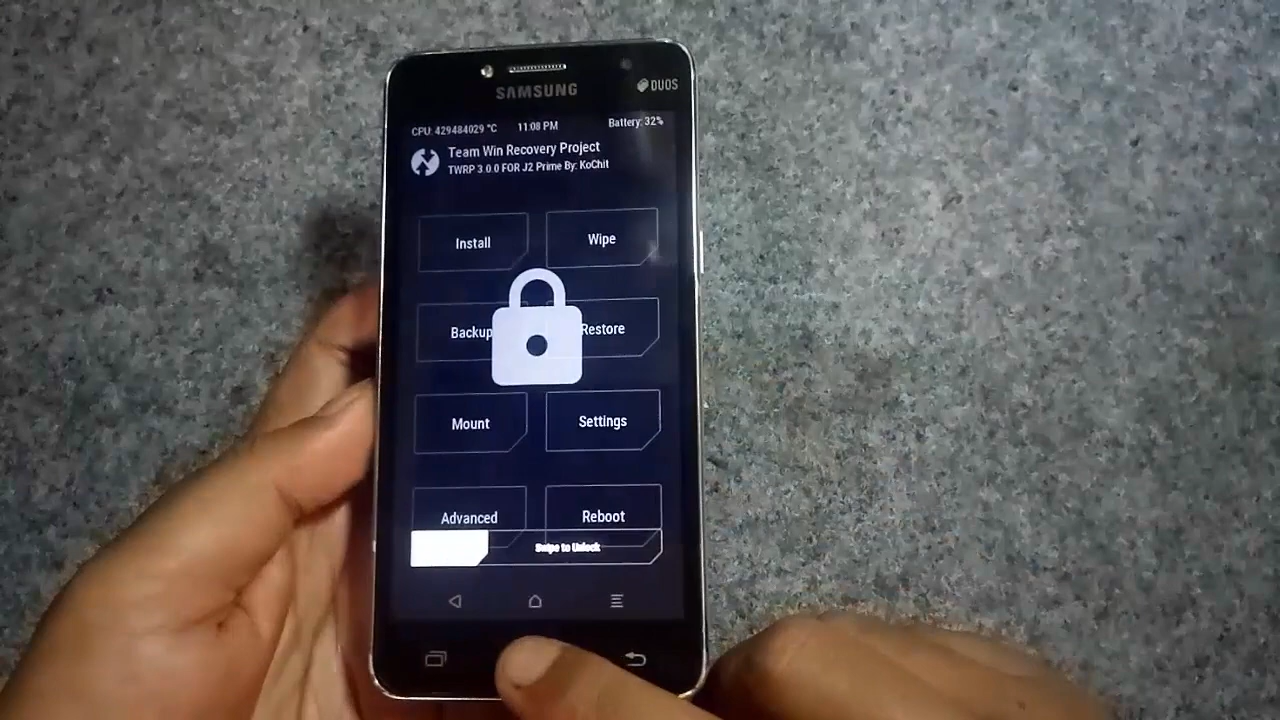 SAMSUNG
DUOS
CPU: 429484029 °C 11:08 PM Battery: 32%
Team Win Recovery Project
TWRP 3.0.0 FOR J2 Prime By: KoChit
Install Wipe
Backup Restore
Mount Settings
Advanced Reboot
Swipe to Unlock